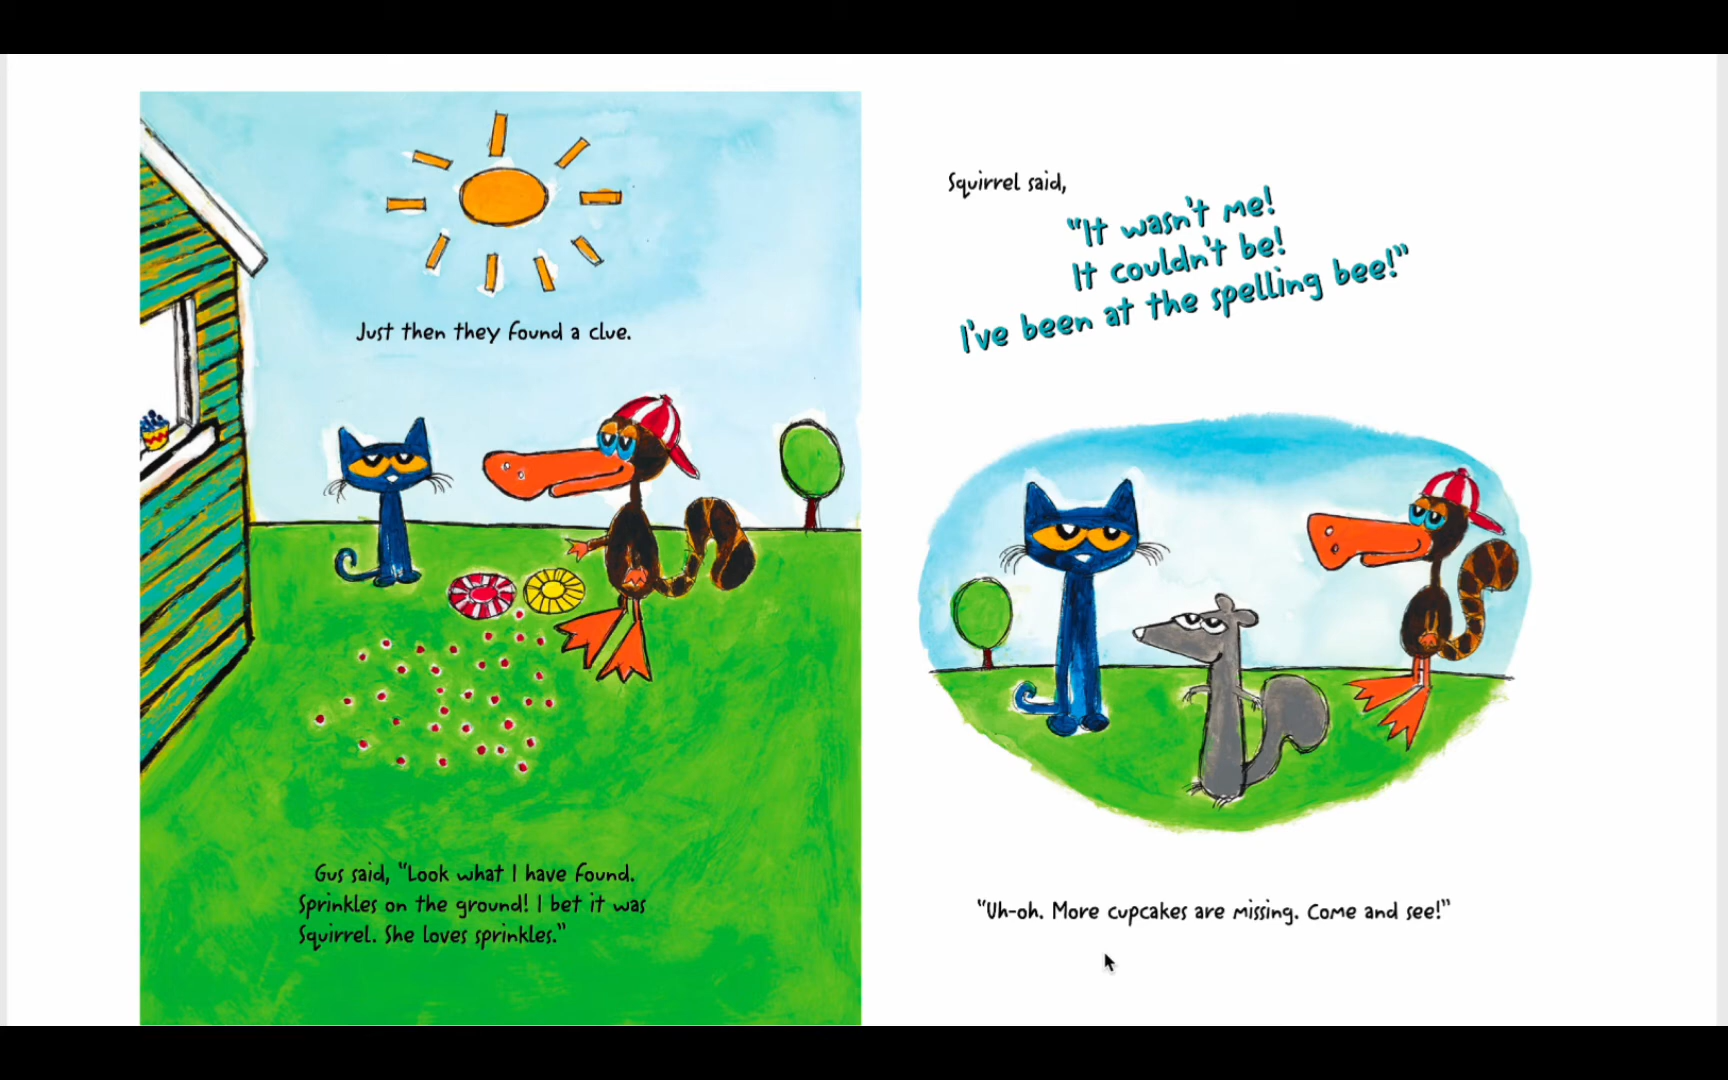 Just then they found a clue.
Gus said, "Look what I have found.
Sprinkles on the ground! I bet it was
Squirrel. She loves sprinkles."
Squirrel said,
"It wasn't me!
It couldn't be!
I've been at the spelling bee!"
"Uh-oh. More cupcakes are missing. Come and see!"